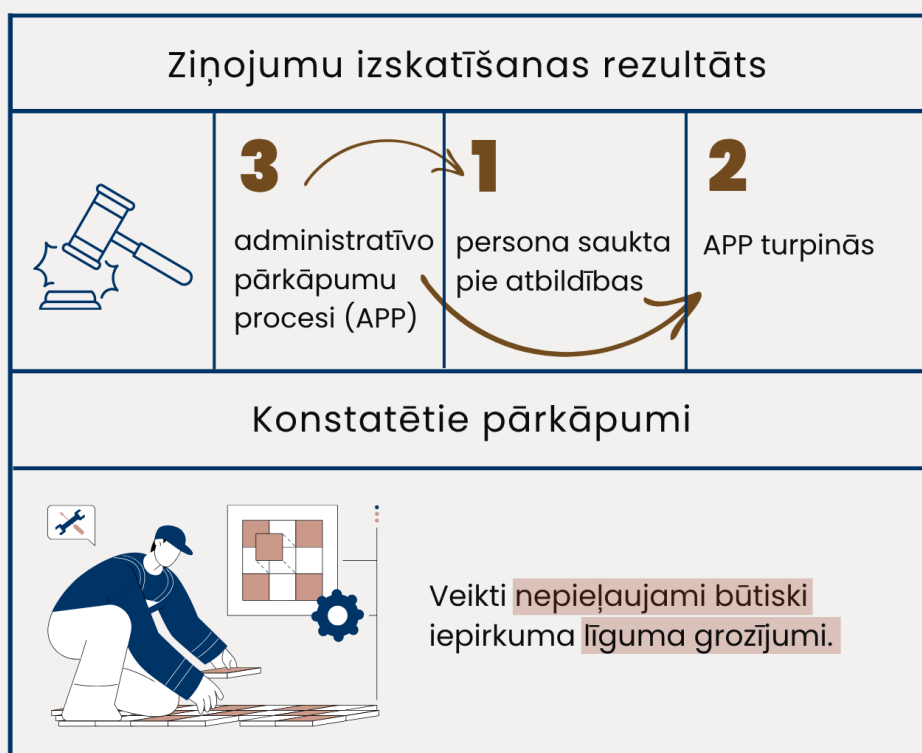 Ziņojumu izskatīšanas rezultāts
3
administratīvo
pārkāpumu
procesi (APP)
1
persona saukta
pie atbildības
2
APP turpinās
Konstatētie pārkāpumi
Veikti nepieļaujami būtiski
iepirkuma līguma grozījumi.